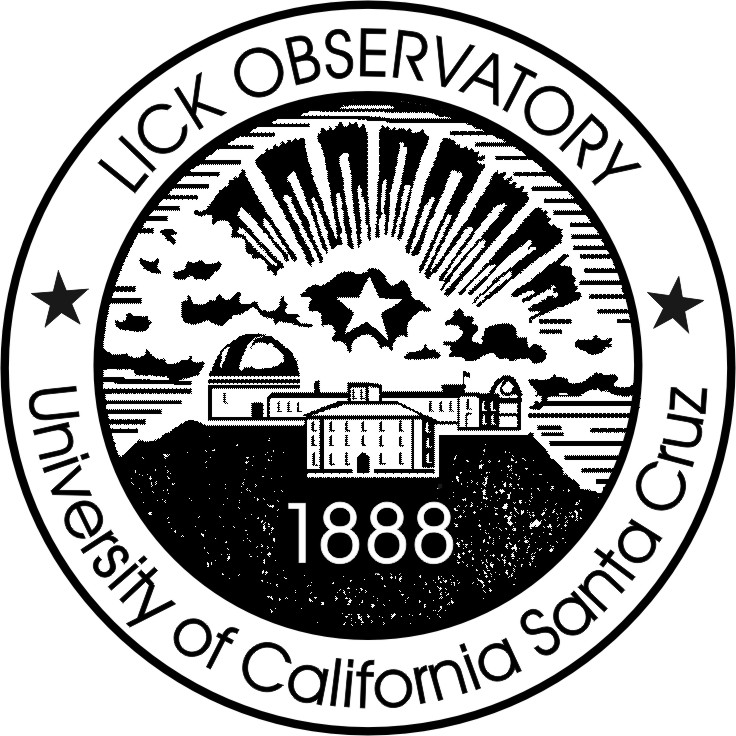 LICK OBSERVATORY
1888
University of California Santa Cruz